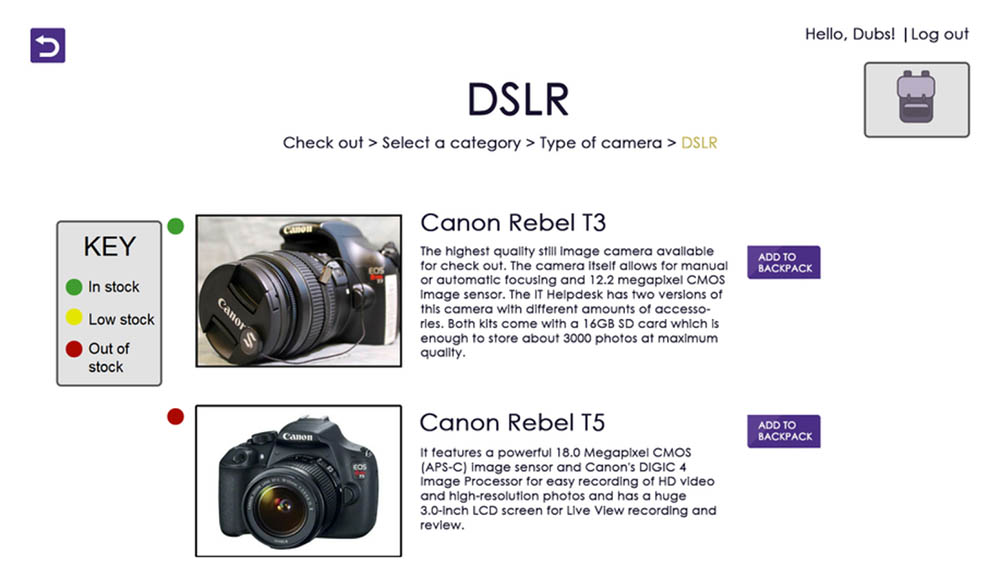 Hello, Dubs! | Log out
DSLR
Check out > Select a category > Type of camera > DSLR
KEY
In stock
Low stock
Out of
stock
Canon
EOS
Canon
Canon Rebel T3
The highest quality still image camera available
for check out. The camera itself allows for manual
or automatic focusing and 12.2 megapixel CMOS
image sensor. The IT Helpdesk has two versions of
this camera with different amounts of accesso-
ries. Both kits come with a 16GB SD card which is
enough to store about 3000 photos at maximum
quality.
ADD TO
BACKPACK
Canon
EOS
Canon Rebel T5
It features a powerful 18.0 Megapixel CMOS
(APS-C) image sensor and Canon's DIGIC 4
Image Processor for easy recording of HD video
and high-resolution photos and has a huge
3.0-inch LCD screen for Live View recording and
review.
ADD TO
BACKPACK